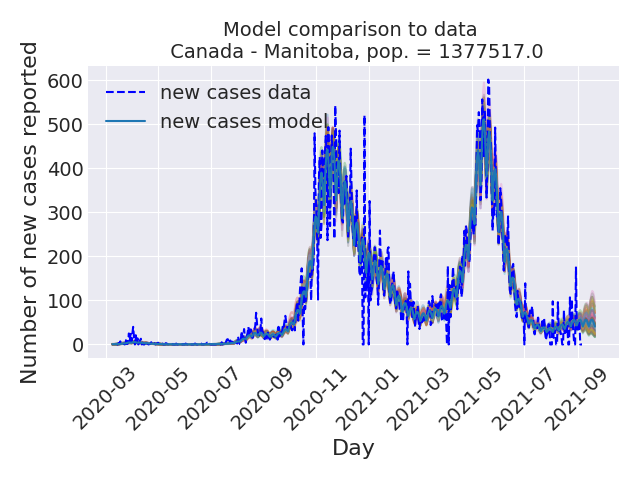 Model comparison to data
Canada - Manitoba, pop. = 1377517.0
Number of new cases reported
600
500
400
300
200
100
0
new cases data
new cases model
2020-03
2020-05
2020-07
2020-09
2020-11
2021-01
2021-03
2021-05
2021-07
2021-09
Day